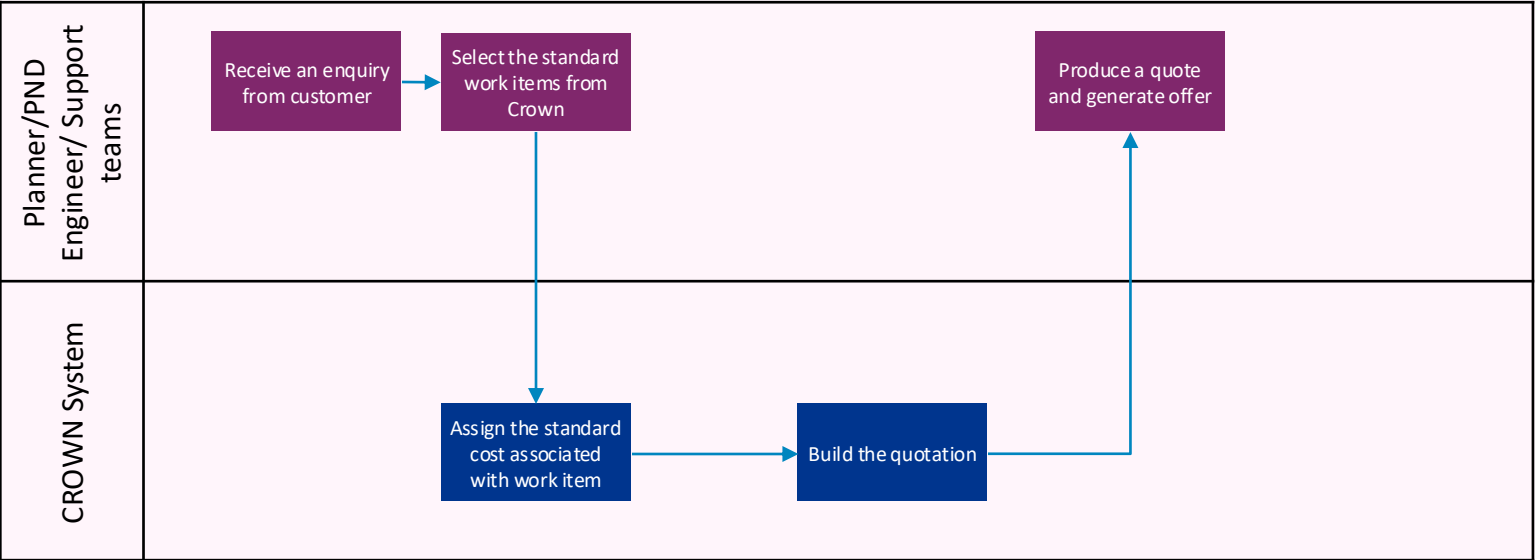 Planner/PND
Engineer/ Support
teams
Receive an enquiry
from customer
Select the standard
work items from
Crown
Produce a quote
and generate offer
CROWN System
Assign the standard
cost associated
with work item
Build the quotation